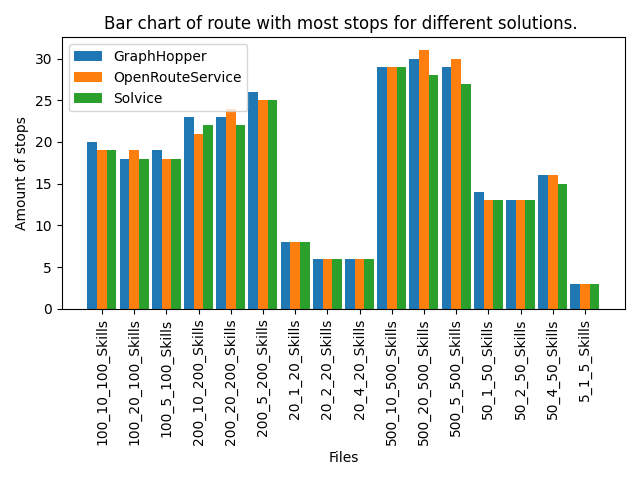 Bar chart of route with most stops for different solutions.
GraphHopper
OpenRouteService
Solvice
Amount of stops
30
25
20
15
10
5
0
100_10_100_Skills
100_20_100_Skills
100_5_100_Skills
200_10_200_Skills
200_20_200_Skills
200_5_200_Skills
20_1_20_Skills
20_2_20_Skills
20_4_20_Skills
500_10_500_Skills
500_20_500_Skills
500_5_500_Skills
50_1_50_Skills
50_2_50_Skills
50_4_50_Skills
5_1_5_Skills
Files